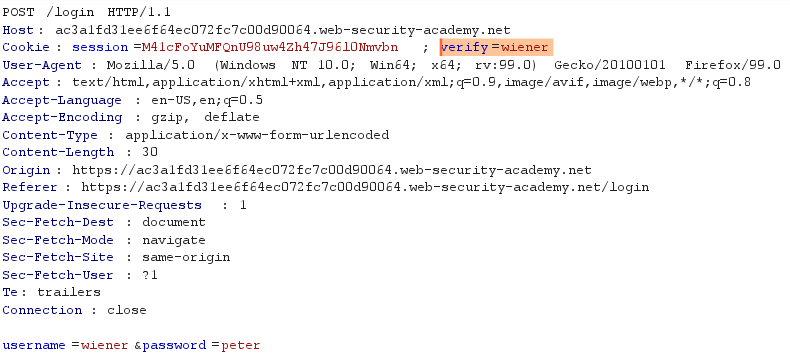 POST /login HTTP/1.1
Host : ac3a1fd31ee6f64ec072fc7c00d90064.web-security-academy.net
Cookie : session =M41cFoYuMFQnU98uw4Zh47J96lONmvbn ; verify=wiener
User-Agent : Mozilla/5.0 (Windows NT 10.0; Win64; x64; rv:99.0) Gecko/20100101 Firefox/99.0
Accept : text/html,application/xhtml+xml,application/xml;q=0.9,image/avif,image/webp,*/*;q=0.8
Accept-Language : en-US,en;q=0.5
Accept-Encoding : gzip, deflate
Content-Type : application/x-www-form-urlencoded
Content-Length : 30
Origin : https://ac3a1fd31ee6f64ec072fc7c00d90064.web-security-academy.net
Referer : https://ac3a1fd31ee6f64ec072fc7c00d90064.web-security-academy.net/login
Upgrade-Insecure-Requests : 1
Sec-Fetch-Dest : document
Sec-Fetch-Mode : navigate
Sec-Fetch-Site : same-origin
Sec-Fetch-User : ?1
Te : trailers
Connection : close
username =wiener &password =peter